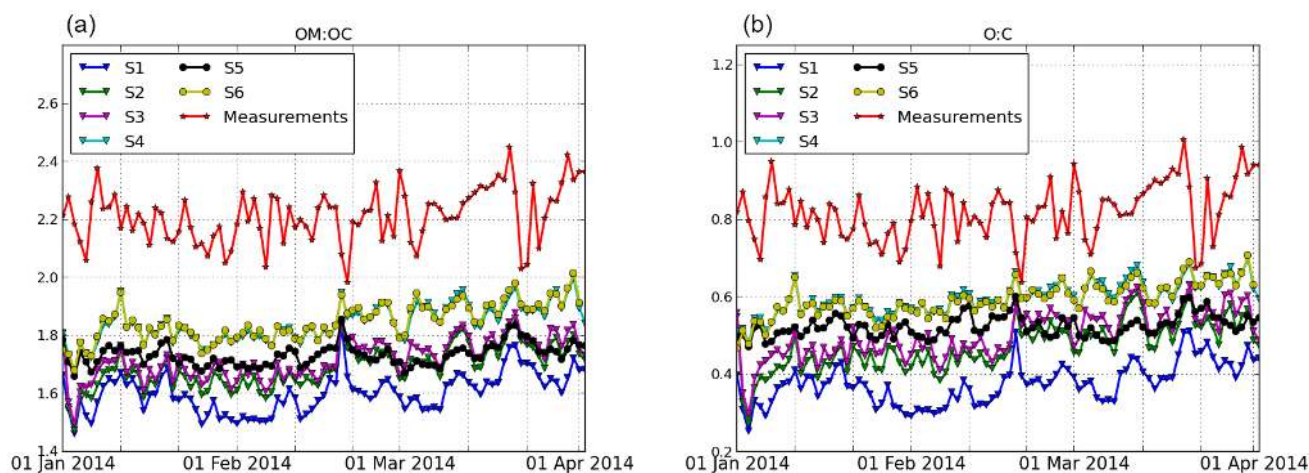 (a)
OM:OC
S1 S5
S2 S6
S3 Measurements
S4
2.6
2.4
2.2
2.0
1.8
1.6
1.4
01 Jan 2014 01 Feb 2014 01 Mar 2014 01 Apr 2014
(b)
O:C
S1 S5
S2 S6
S3 Measurements
S4
1.2
1.0
0.8
0.6
0.4
0.2
01 Jan 2014 01 Feb 2014 01 Mar 2014 01 Apr 2014